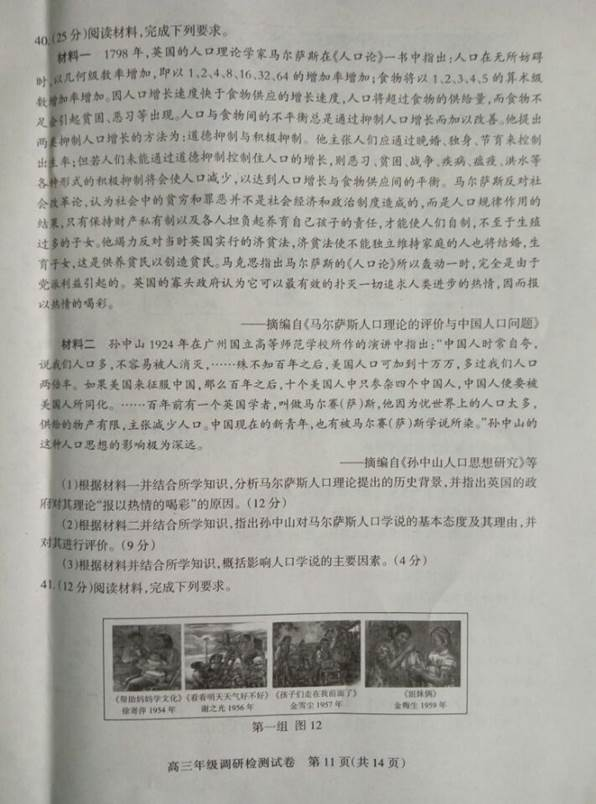 40.(25分)阅读材料,完成下列要求。
材料一 1798年,英国的人口理论学家马尔萨斯在《人口论》一书中指出:人口在无所妨碍
时,以几何级数率增加,即以1、2、4、8、16、32、64的增加率增加;食物将以1、2、3、4、5的算术级
数增加率增加。因人口增长速度快于食物供应的增长速度,人口将超过食物的供给量,而食物不
足会引起贫困、恶习等出现。人口与食物间的不平衡总是通过抑制人口增长而加以改善。他提出
两类抑制人口增长的方法为:道德抑制与积极抑制。他主张人们应通过晚婚、独身、节育来控制
出生率;但若人们未能通过道德抑制控制住人口的增长,则恶习、贫困、战争、疾病、瘟疫、洪水等
各种形式的积极抑制将会使人口减少,以达到人口增长与食物供应间的平衡。马尔萨斯反对社
会改革论,认为社会中的贫穷和罪恶并不是社会经济和政治制度造成的,而是人口规律作用的
结果,只有保持财产私有制以及各人担负起养育自己孩子的责任,才能使人们自制,不至于生殖
过多的子女。他竭力反对当时英国实行的济贫法,济贫法使不能独立维持家庭的人也将结婚,生
育子女,这是供养贫民以创造贫民。马克思指出马尔萨斯的《人口论》所以轰动一时,完全是由于
党派利益引起的。英国的寡头政府认为它可以最有效的扑灭一切追求人类进步的热情,因而报
以热情的喝彩。
——摘编自《马尔萨斯人口理论的评价与中国人口问题》
材料二 孙中山1924年在广州国立高等师范学校所作的演讲中指出:“中国人时常自夸,
说我们人口多,不容易被人消灭,……殊不知百年之后,美国人口可加到十万万,多过我们人口
两倍半。如果美国来征服中国,那么百年之后,十个美国人中只参杂四个中国人,中国人便要被
美国人所同化。……百年前有一个英国学者,叫做马尔赛(萨)斯,他因为忧世界上的人口太多,
供给的物产有限,主张减少人口。中国现在的新青年,也有被马尔赛(萨)斯学说所染。”孙中山的
这种人口思想的影响极为深远。
——摘编自《孙中山人口思想研究》等
(1)根据材料一并结合所学知识,分析马尔萨斯人口理论提出的历史背景,并指出英国的政
府对其理论“报以热情的喝彩”的原因。(12分)
(2)根据材料二并结合所学知识,指出孙中山对马尔萨斯人口学说的基本态度及其理由,并
对其进行评价。(9分)
(3)根据材料并结合所学知识,概括影响人口学说的主要因素。(4分)
41.(12分)阅读材料,完成下列要求。
《帮助妈妈学文化》 《看看明天天气好不好》 《孩子们走在我前面了》 《姐妹俩》
徐寄萍 1954年 谢之光 1956年 金雪尘 1957年 金梅生 1959年
第一组 图12
高三年级调研检测试卷 第11页(共14页)